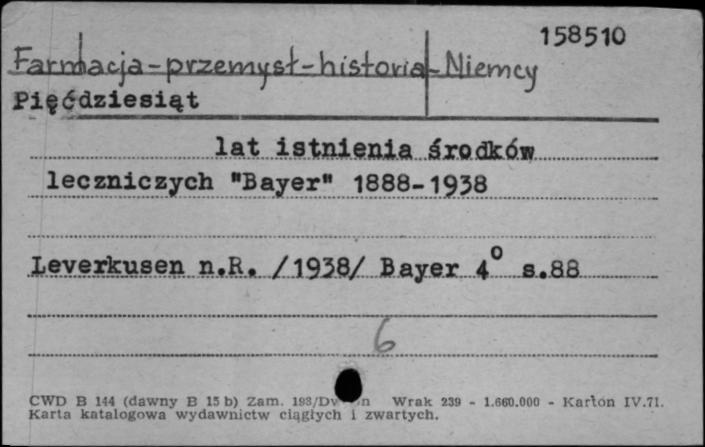 158510
Farmacja-przemysł-historia-Niemcy
Pięćdziesiąt
lat istnienia środków
leczniczych "Bayer" 1888-1938
Leverkusen n.R. /1938/ Bayer 4° s.88
6
CWD B 144 (dawny B 15 b) Zam. 193/ Wrak 239 - 1.660.000 - Karton IV.71.
Karta katalogowa wydawnictw ciągłych i zwartych.